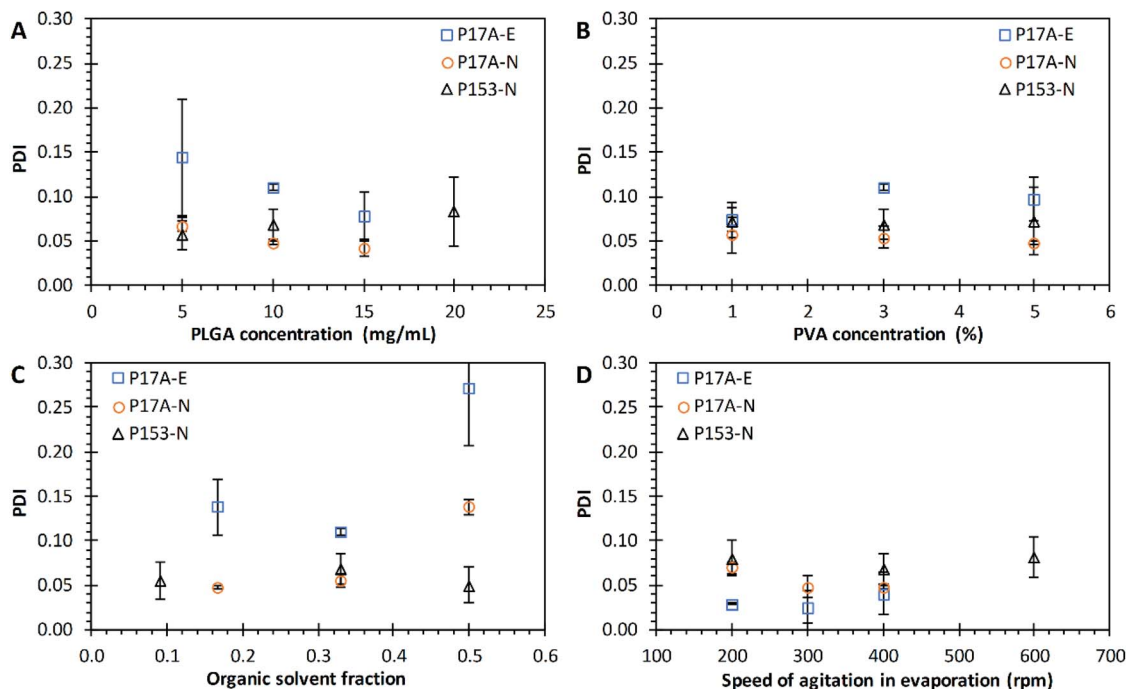 A
P17A-E
P17A-N
P153-N
0.30
0.25
0.20
0.15
0.10
0.05
0.00
PDI
0 5 10 15 20 25
PLGA concentration (mg/mL)
B
P17A-E
P17A-N
P153-N
0.30
0.25
0.20
0.15
0.10
0.05
0.00
PDI
0 1 2 3 4 5 6
PVA concentration (%)
C
P17A-E
P17A-N
P153-N
0.30
0.25
0.20
0.15
0.10
0.05
0.00
PDI
0.0 0.1 0.2 0.3 0.4 0.5 0.6
Organic solvent fraction
D
P17A-E
P17A-N
P153-N
0.30
0.25
0.20
0.15
0.10
0.05
0.00
PDI
100 200 300 400 500 600 700
Speed of agitation in evaporation (rpm)